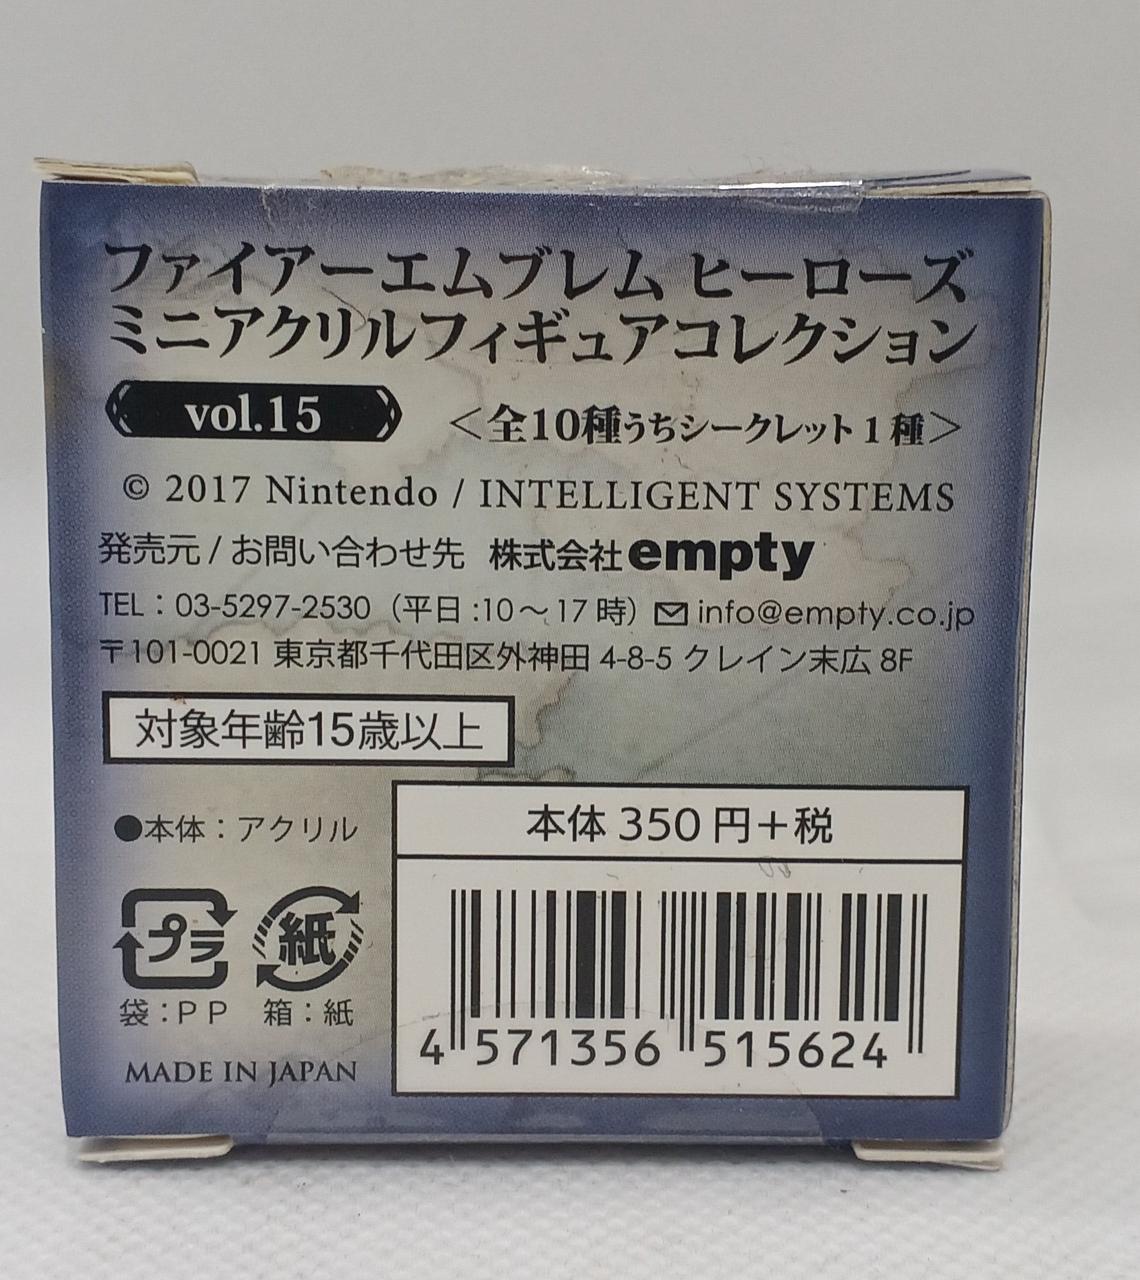 ファイアーエムブレム ヒーローズ
ミニアクリルフィギュアコレクション
vol.15 ＜全10種うちシークレット1種＞
© 2017 Nintendo / INTELLIGENT SYSTEMS
発売元 / お問い合わせ先 株式会社empty
TEL：03-5297-2530（平日:10〜17時）info@empty.co.jp
〒101-0021 東京都千代田区外神田 4-8-5 クレイン末広 8F
対象年齢15歳以上
●本体：アクリル
本体 350 円＋税
プラ 紙
袋：PP 箱：紙
4 571356 515624
MADE IN JAPAN